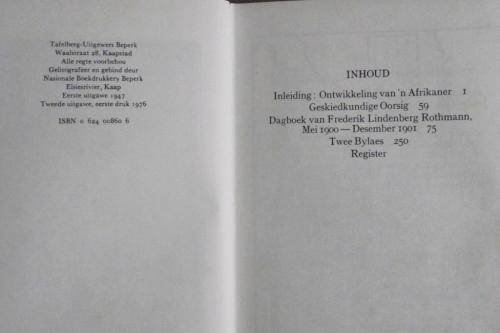 Tafelberg-Uitgewers Beperk
Waalstraat 28, Kaapstad
Alle regte voorbehou
Gelitografeer en gebind deur
Nasionale Boekdrukkery Beperk
Elsiesrivier, Kaap
Eerste uitgawe 1947
Tweede uitgawe, eerste druk 1976
ISBN 0 624 00860 6
INHOUD
Inleiding : Ontwikkeling van 'n Afrikaner 1
Geskiedkundige Oorsig 59
Dagboek van Frederik Lindenberg Rothmann,
Mei 1900 — Desember 1901 75
Twee Bylaes 250
Register